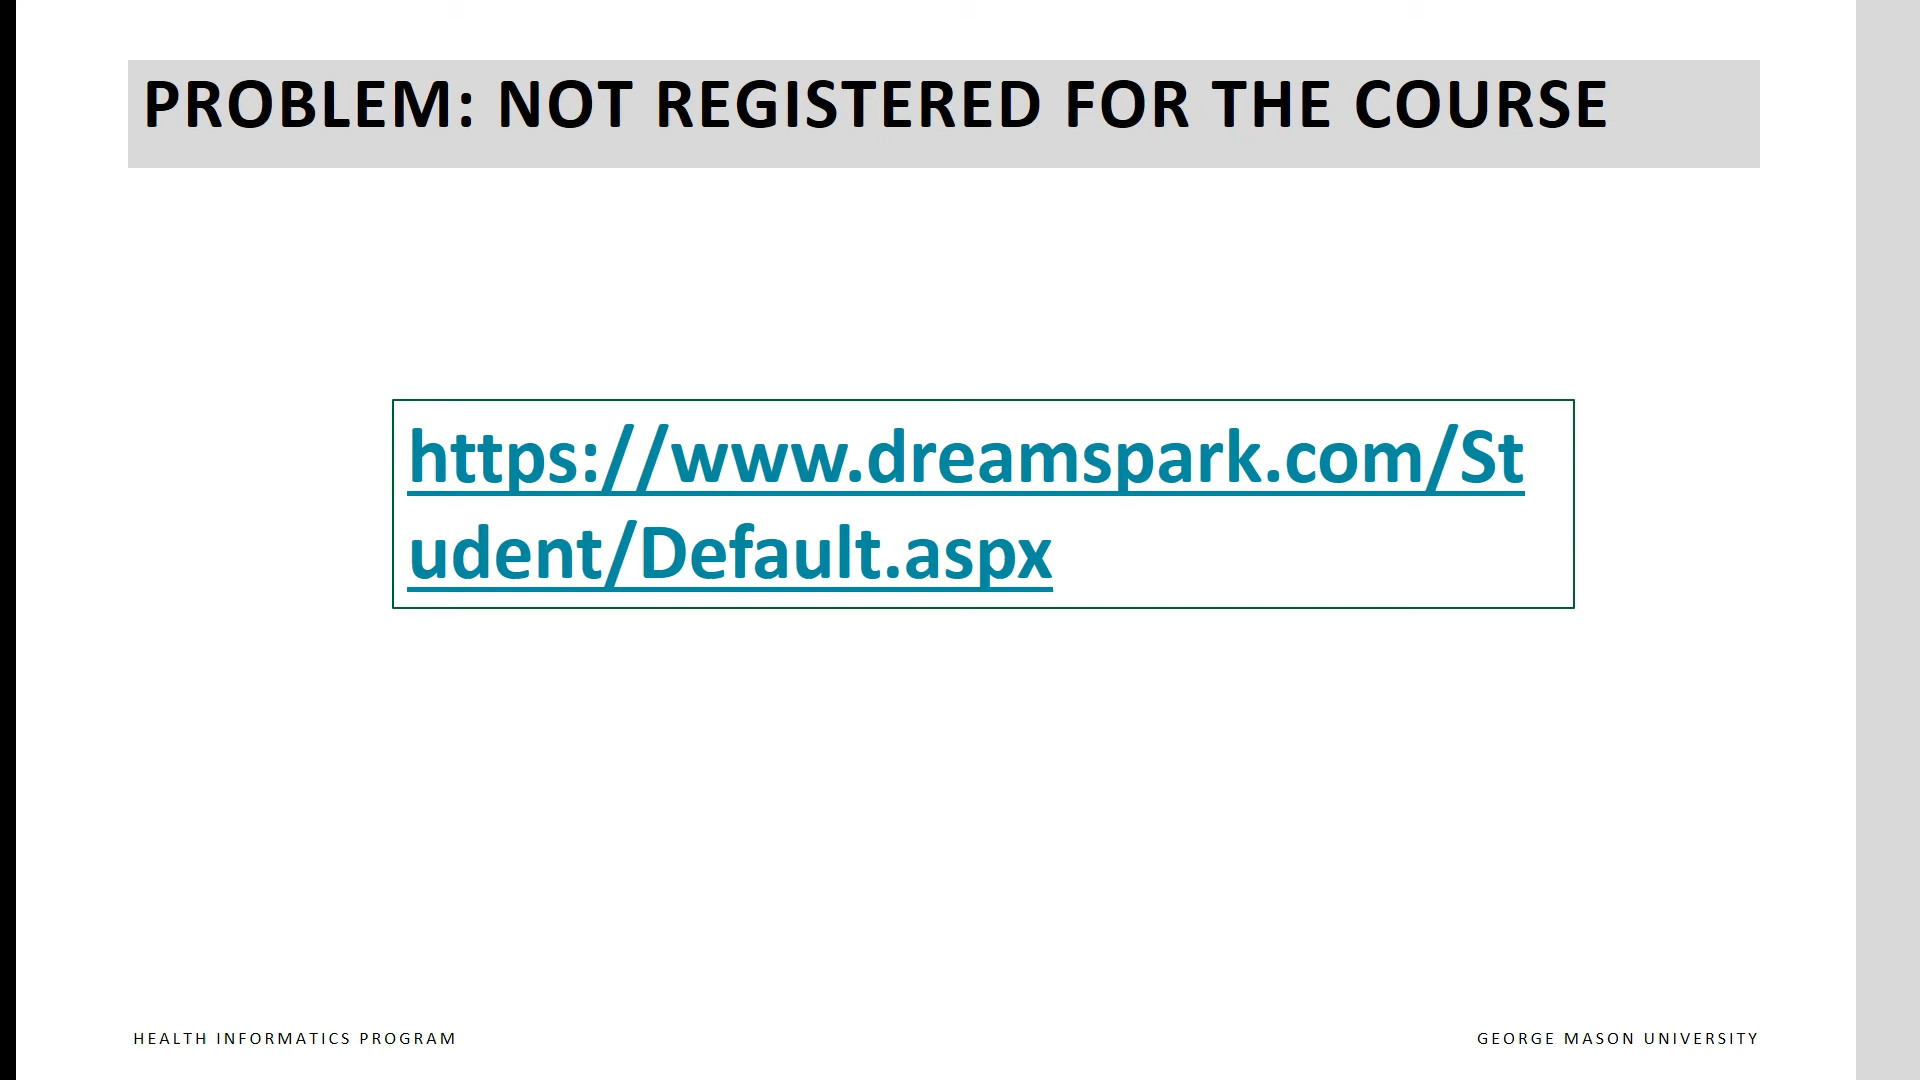 PROBLEM: NOT REGISTERED FOR THE COURSE
https://www.dreamspark.com/St
udent/Default.aspx
HEALTH INFORMATICS PROGRAM
GEORGE MASON UNIVERSITY